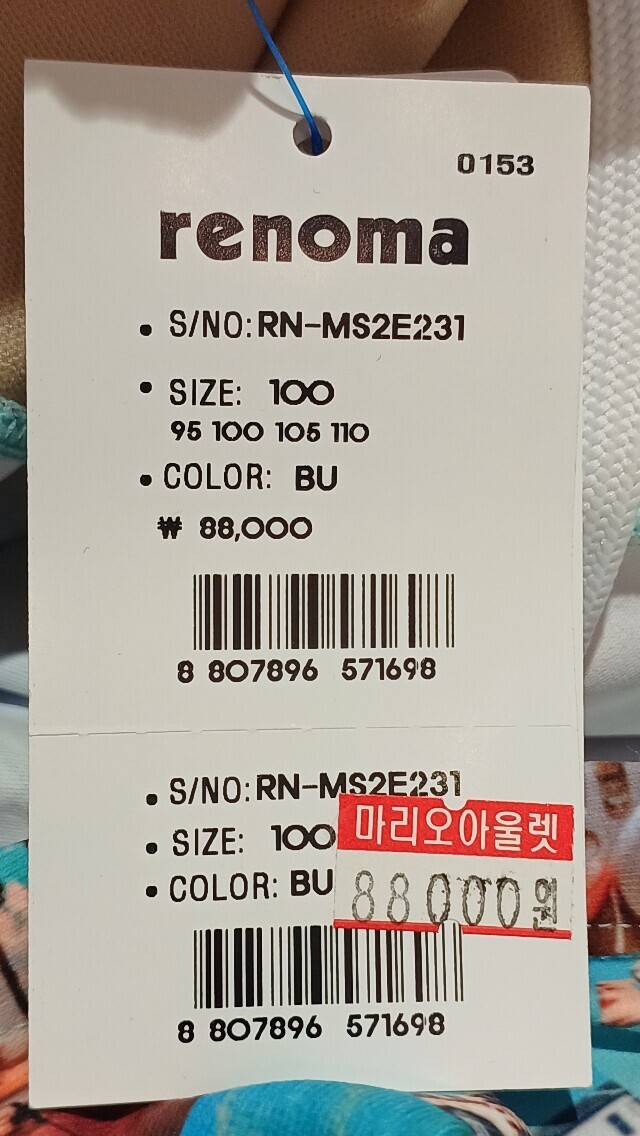 0153
renoma
• S/NO: RN-MS2E231
• SIZE: 100
95 100 105 110
• COLOR: BU
₩ 88,000
8 807896 571698
• S/NO: RN-MS2E231
• SIZE: 100
• COLOR: BU
마리오아울렛
88000원
8 807896 571698